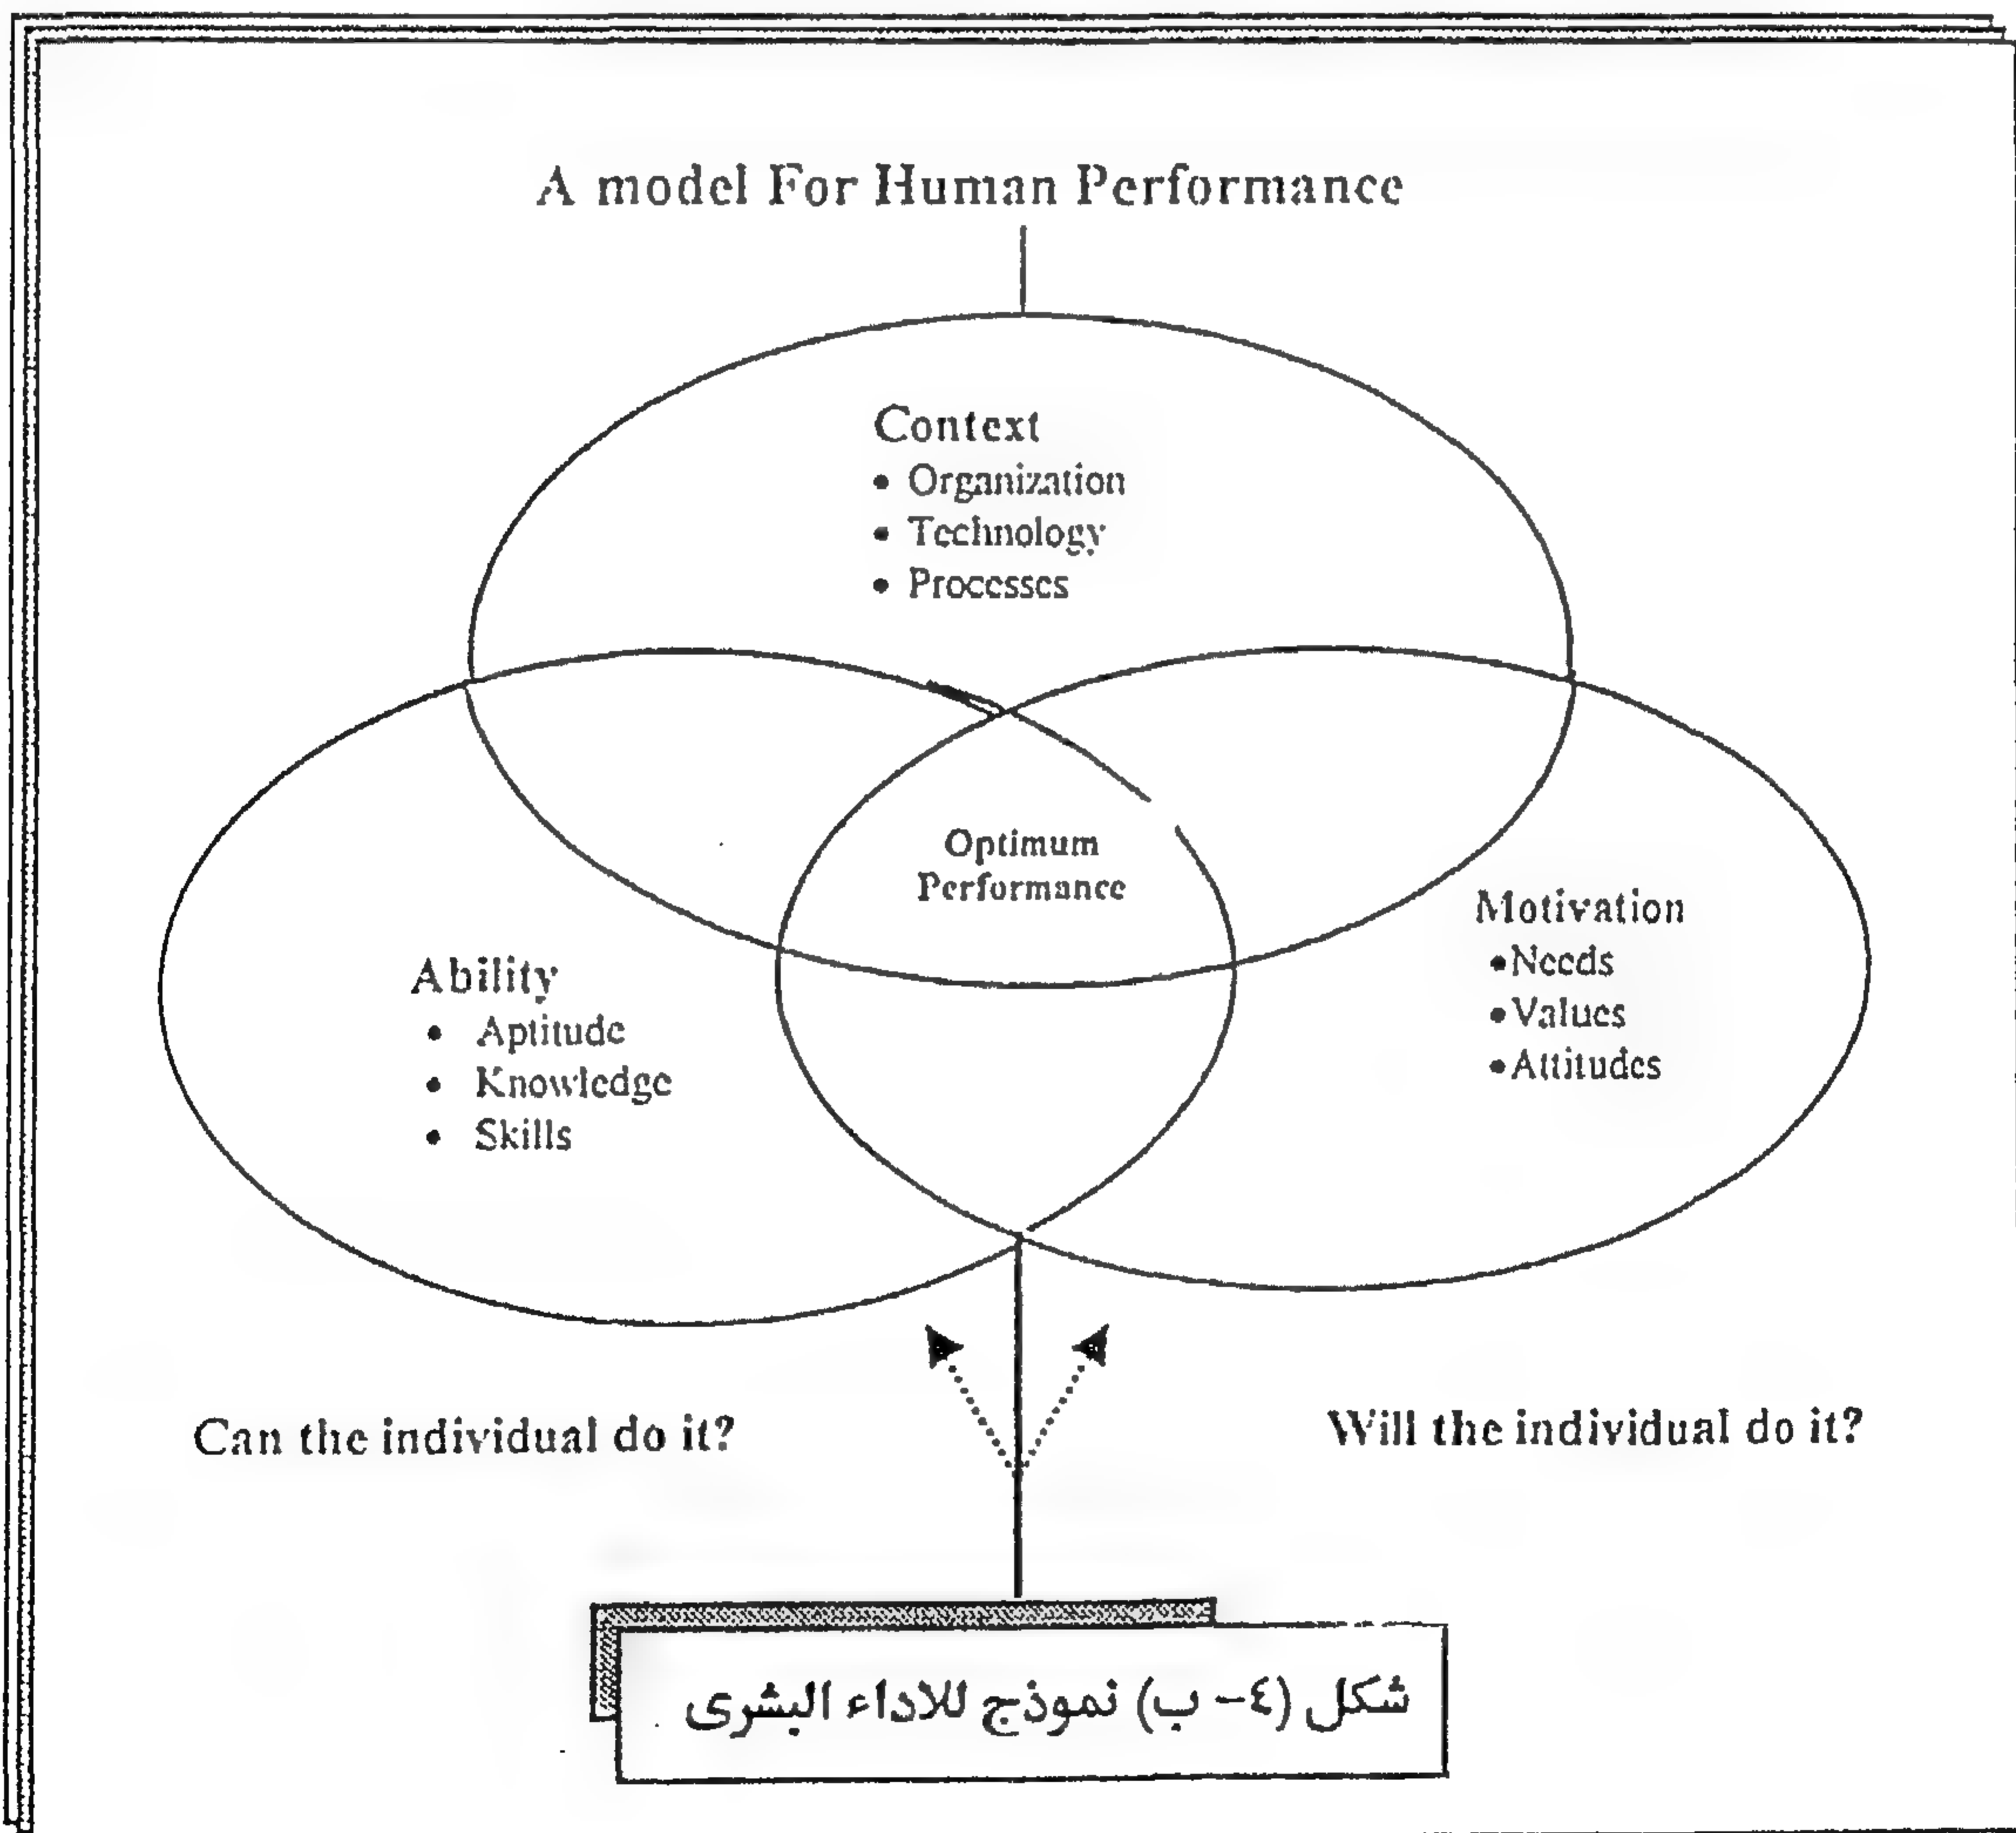 A model For Human Performance
Context
• Organization
• Technology
• Processes
Optimum
Performance
Ability
• Aptitude
• Knowledge
• Skills
Motivation
•Needs
•Values
•Attitudes
Can the individual do it?
Will the individual do it?
شكل (٤- ب) نموذج للاداء البشرى